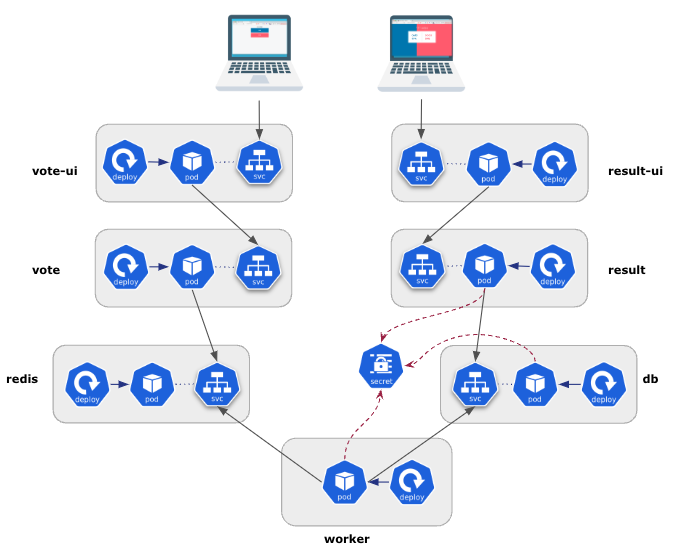 vote-ui
deploy
pod
svc
svc
pod
deploy
result-ui
vote
deploy
pod
svc
svc
pod
deploy
result
redis
deploy
pod
svc
secret
svc
pod
deploy
db
pod
deploy
worker